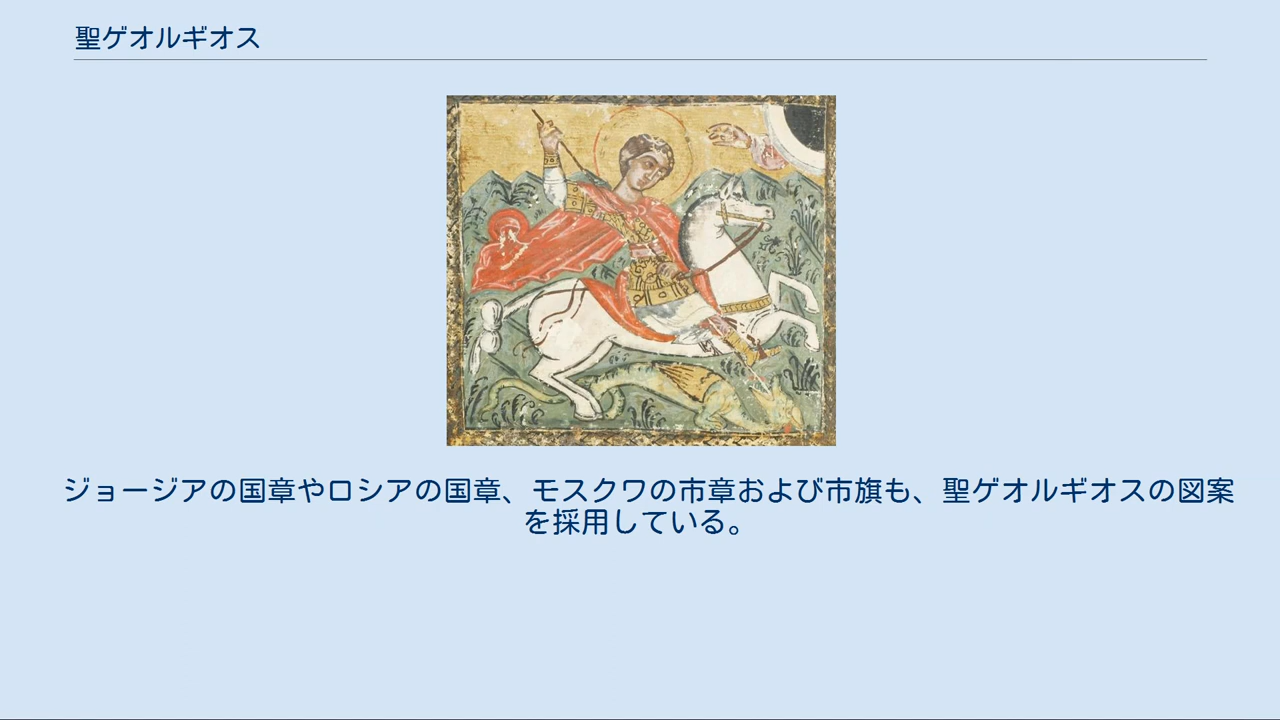 聖ゲオルギオス
ジョージアの国章やロシアの国章、モスクワの市章および市旗も、聖ゲオルギオスの図案
を採用している。